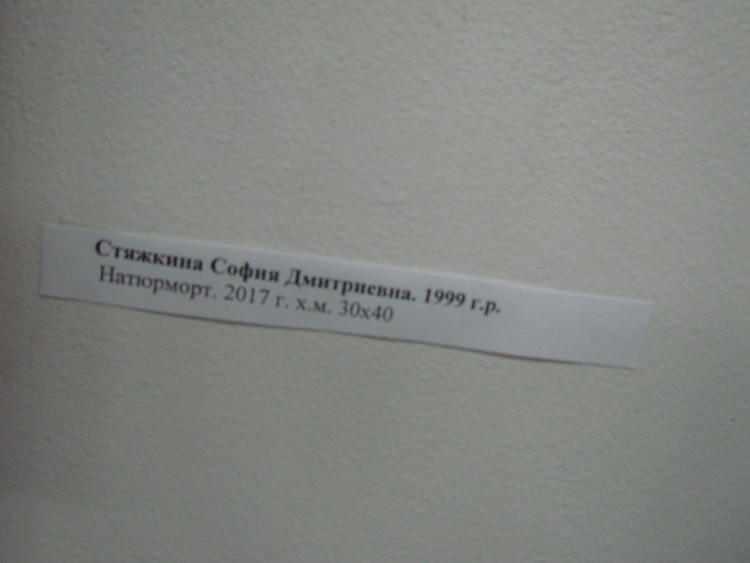 Стяжкина София Дмитриевна. 1999 г.р.
Натюрморт. 2017 г. х.м. 30х40